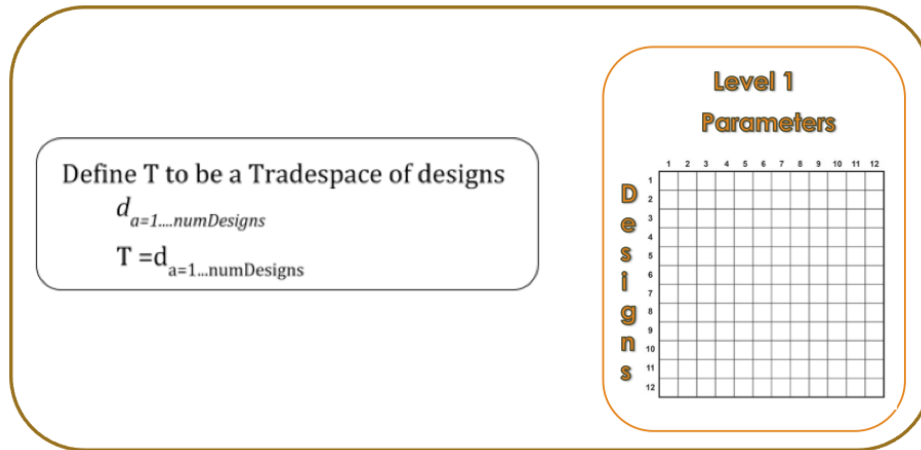 Define T to be a Tradespace of designs
d a=1....numDesigns
T =d a=1...numDesigns
Level 1
Parameters
1 2 3 4 5 6 7 8 9 10 11 12
Designs
1
2
3
4
5
6
7
8
9
10
11
12